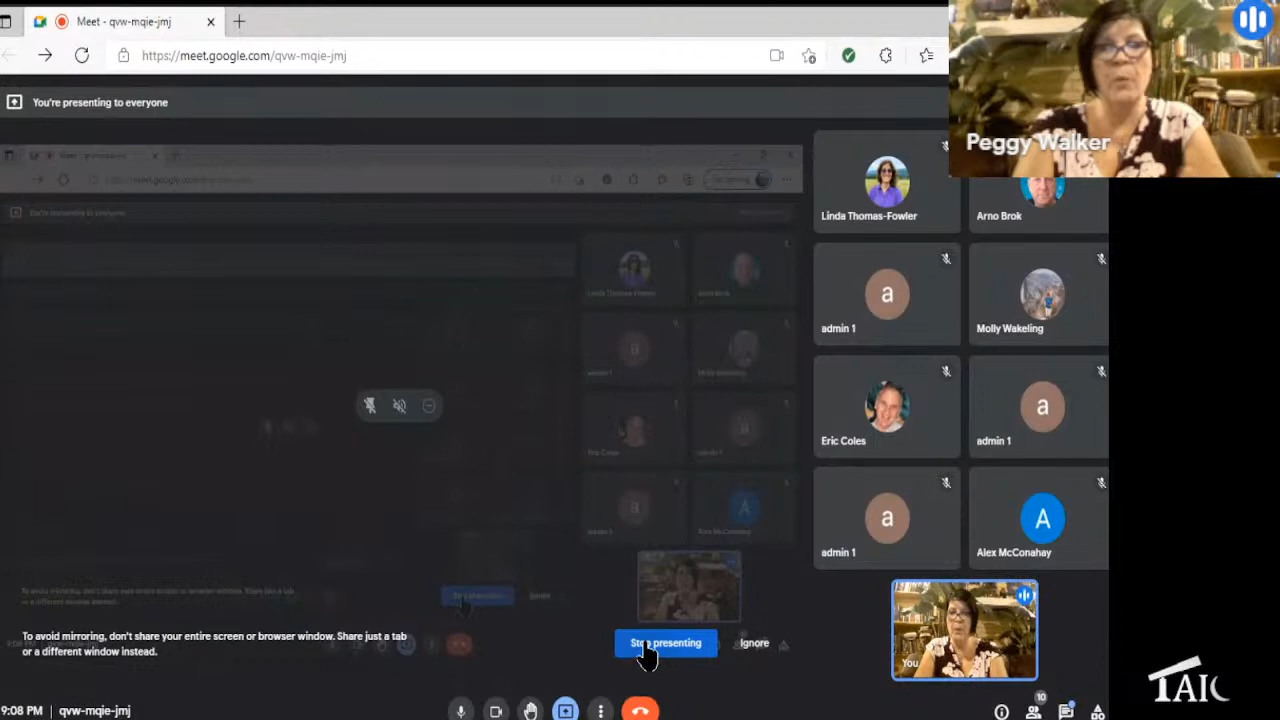 Meet - qvw-mqie-jmj
https://meet.google.com/qvw-mqie-jmj
You're presenting to everyone
Peggy Walker
Linda Thomas-Fowler
Arno Brok
a
admin 1
Molly Wakeling
Eric Coles
a
admin 1
a
admin 1
A
Alex McConahay
You
To avoid mirroring, don't share your entire screen or browser window. Share just a tab
or a different window instead.
Stop presenting
Ignore
10
9:08 PM | qvw-mqie-jmj
TAIC